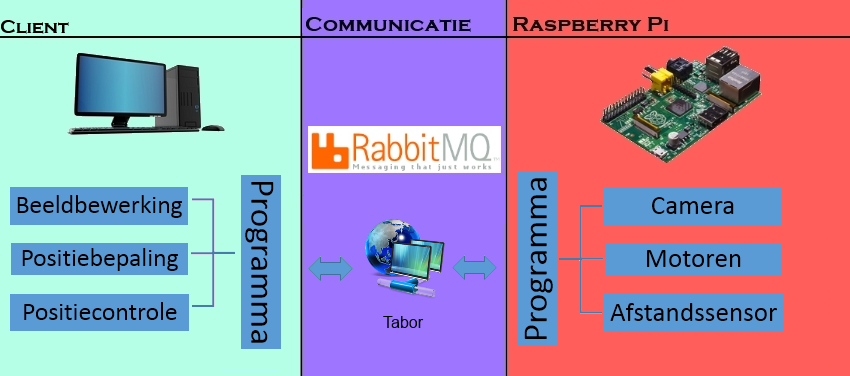 Client
Communicatie
Raspberry Pi
RabbitMQ
Messaging that just works
Programma
Beeldbewerking
Positiebepaling
Positiecontrole
Tabor
Programma
Camera
Motoren
Afstandssensor